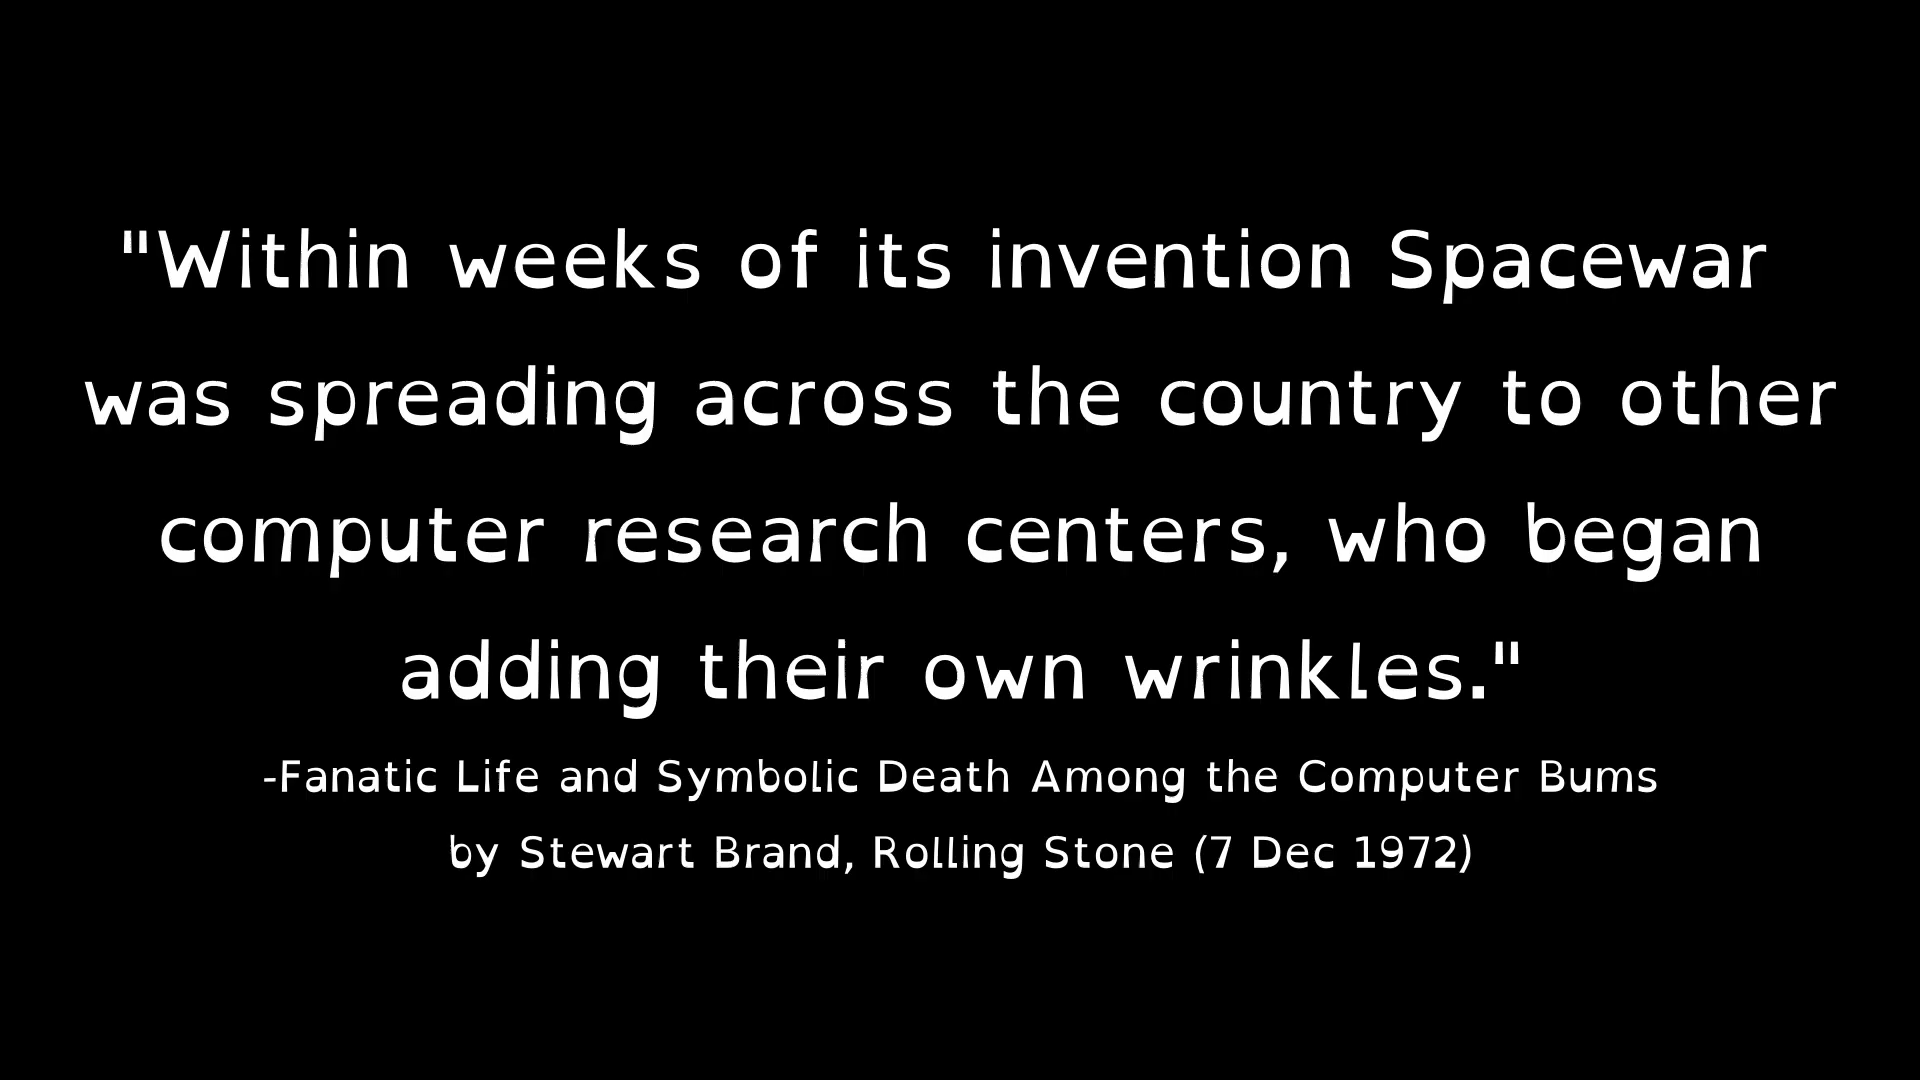 "Within weeks of its invention Spacewar
was spreading across the country to other
computer research centers, who began
adding their own wrinkles."
-Fanatic Life and Symbolic Death Among the Computer Bums
by Stewart Brand, Rolling Stone (7 Dec 1972)